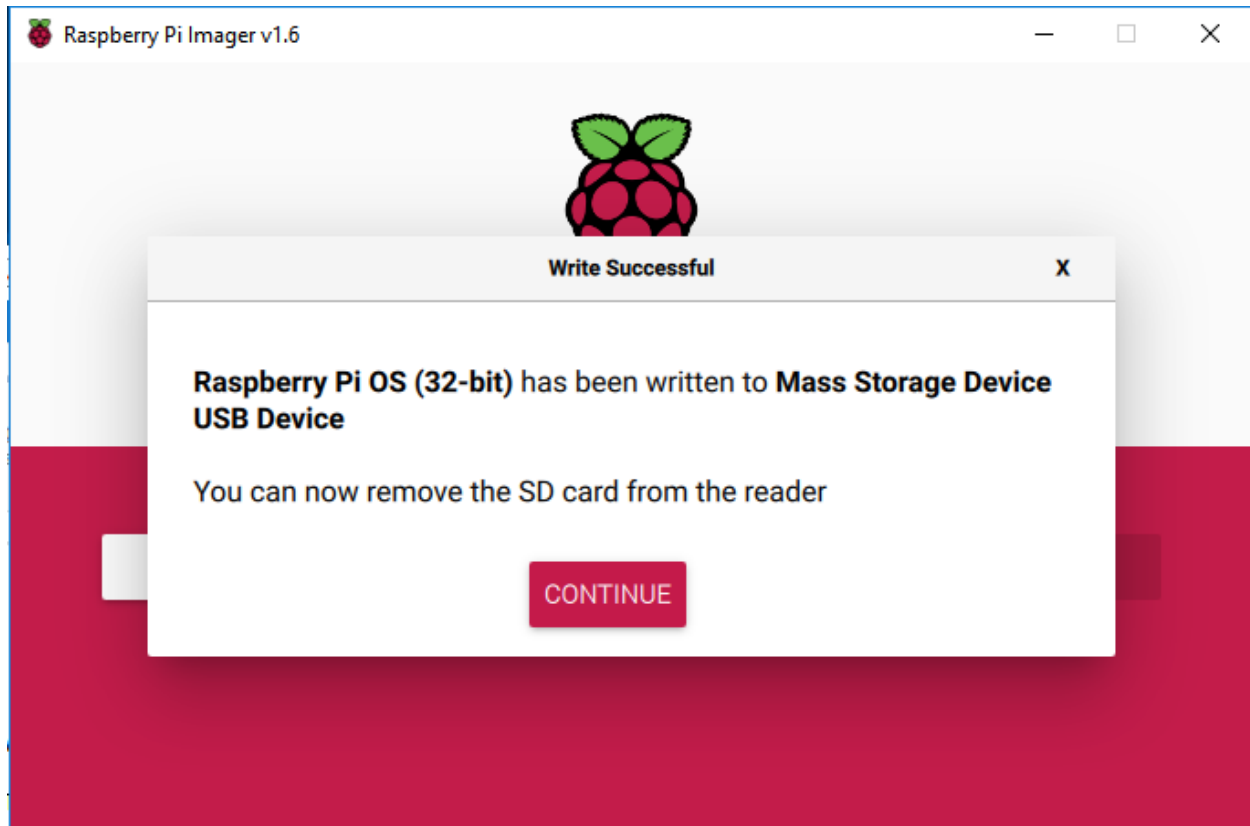 Raspberry Pi Imager v1.6
Write Successful
X
Raspberry Pi OS (32-bit) has been written to Mass Storage Device
USB Device
You can now remove the SD card from the reader
CONTINUE